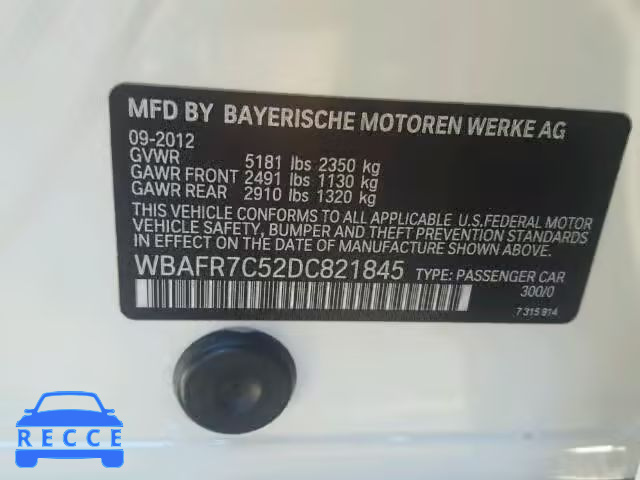 MFD BY BAYERISCHE MOTOREN WERKE AG
09-2012
GVWR 5181 lbs 2350 kg
GAWR FRONT 2491 lbs 1130 kg
GAWR REAR 2910 lbs 1320 kg
THIS VEHICLE CONFORMS TO ALL APPLICABLE U.S.FEDERAL MOTOR
VEHICLE SAFETY, BUMPER AND THEFT PREVENTION STANDARDS
IN EFFECT ON THE DATE OF MANUFACTURE SHOWN ABOVE.
WBAFR7C52DC821845 TYPE: PASSENGER CAR
300/0
7 315 914
RECCE